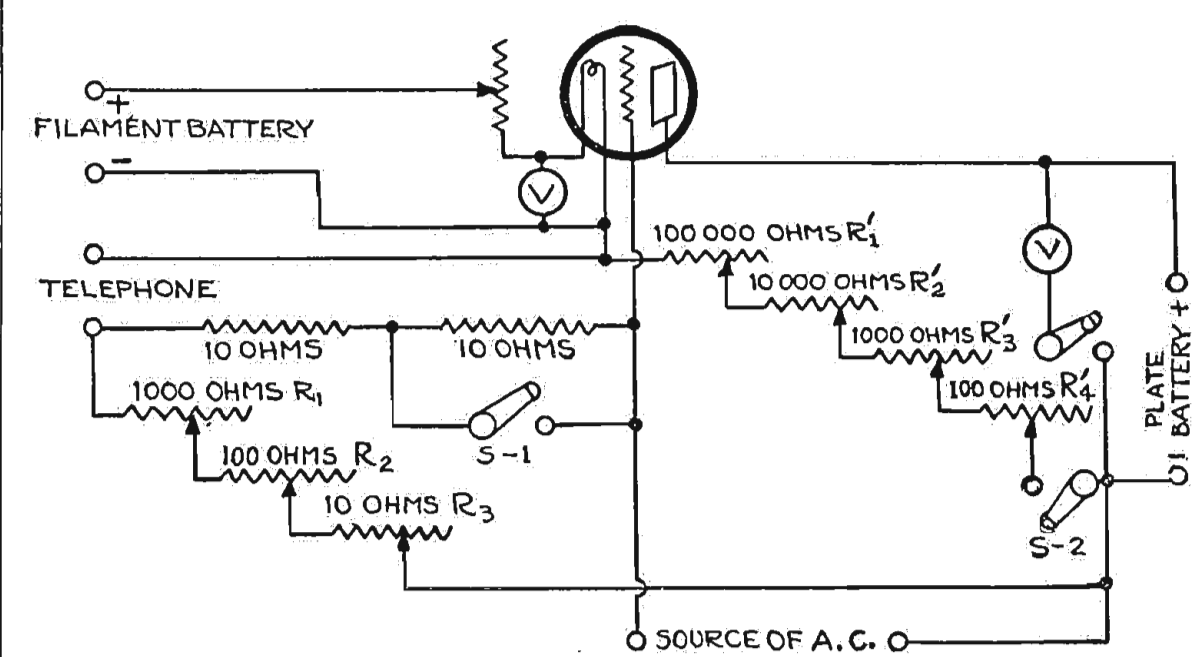 +
FILAMENT BATTERY
-
V
100 000 OHMS R'1
V
10 000 OHMS R'2
TELEPHONE
1000 OHMS R'3
10 OHMS
10 OHMS
100 OHMS R'4
PLATE
BATTERY +
-
1000 OHMS R1
S-1
100 OHMS R2
10 OHMS R3
S-2
SOURCE OF A.C.